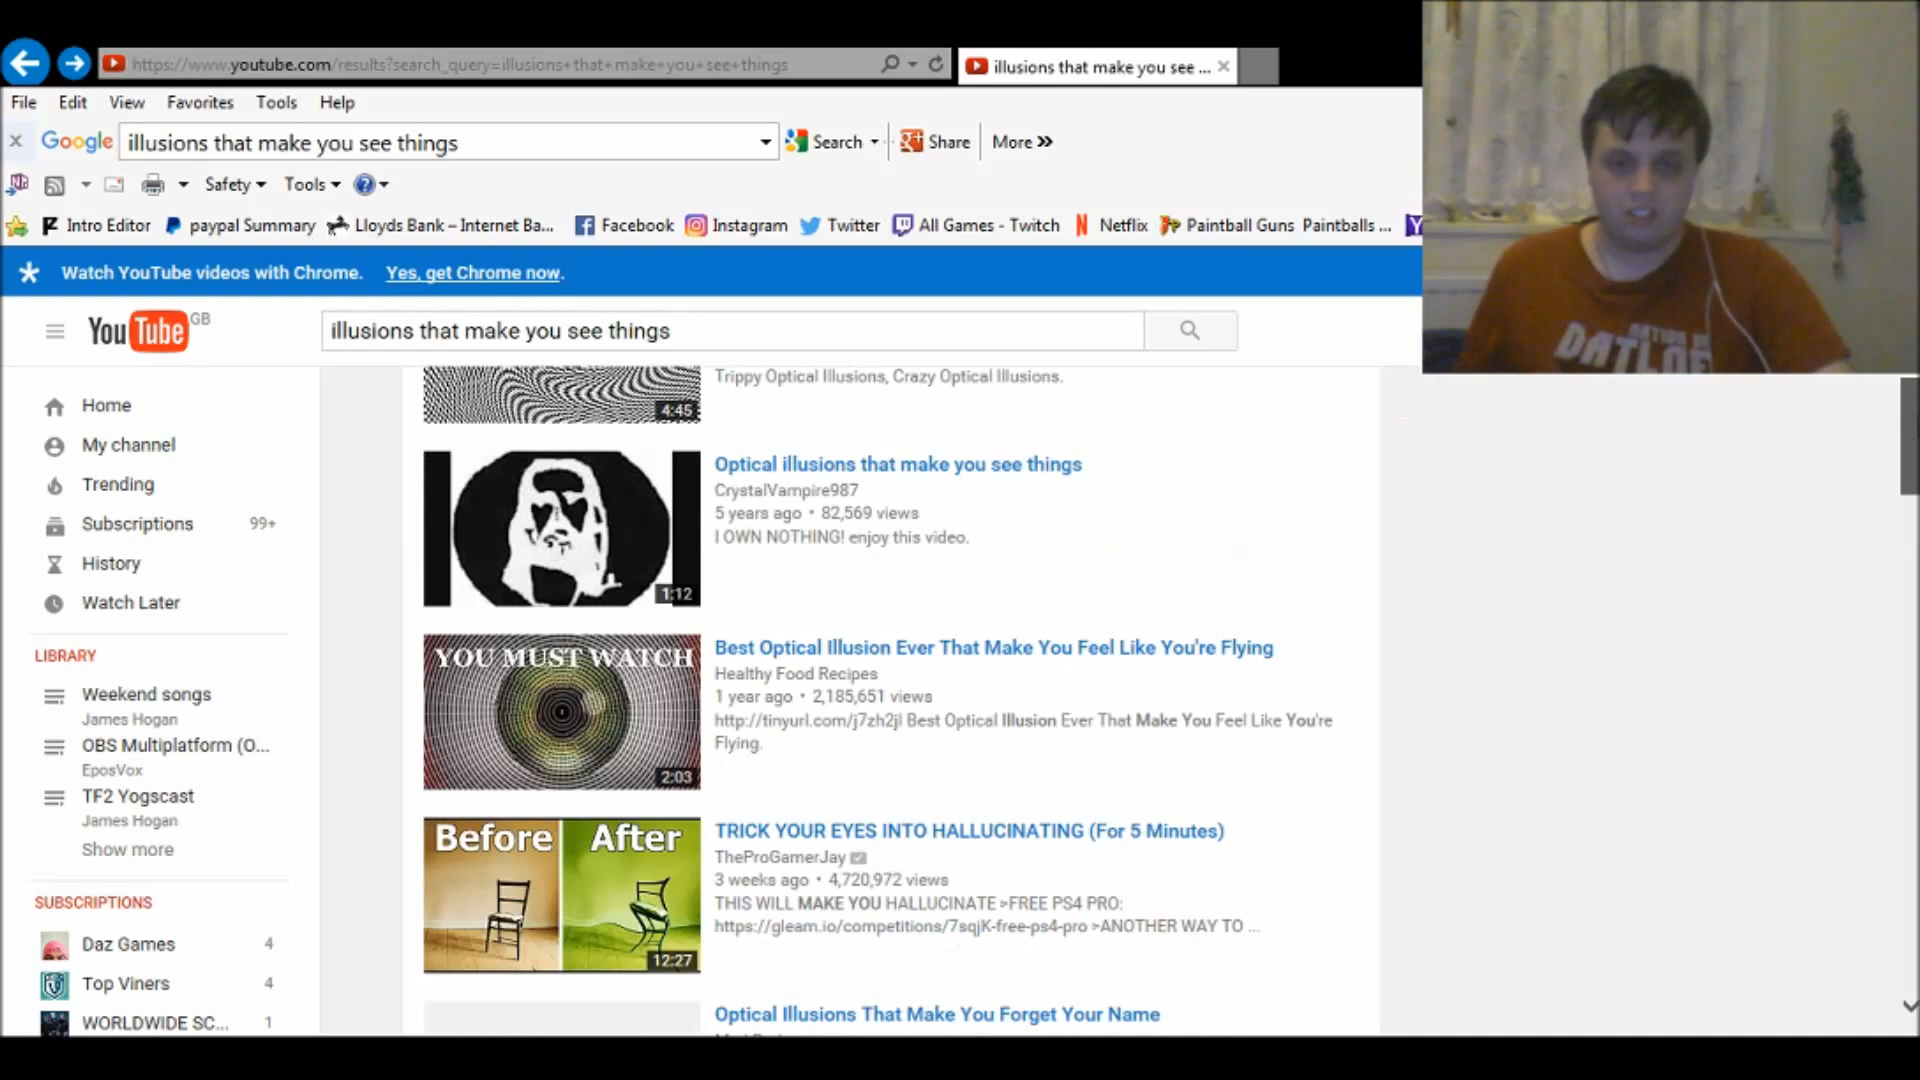 https://www.youtube.com/results?search_query=illusions+that+make+you+see+things
illusions that make you see ...
File Edit View Favorites Tools Help
Google illusions that make you see things Search Share More
Safety Tools
Intro Editor paypal Summary Lloyds Bank – Internet Ba... Facebook Instagram Twitter All Games - Twitch Netflix Paintball Guns Paintballs ...
Watch YouTube videos with Chrome. Yes, get Chrome now.
YouTube GB
illusions that make you see things
Home
My channel
Trending
Subscriptions 99+
History
Watch Later
LIBRARY
Weekend songs
James Hogan
OBS Multiplatform (O...
EposVox
TF2 Yogscast
James Hogan
Show more
SUBSCRIPTIONS
Daz Games 4
Top Viners 4
WORLDWIDE SC... 1
Trippy Optical Illusions, Crazy Optical Illusions.
4:45
Optical illusions that make you see things
CrystalVampire987
5 years ago • 82,569 views
I OWN NOTHING! enjoy this video.
1:12
YOU MUST WATCH
2:03
Best Optical Illusion Ever That Make You Feel Like You're Flying
Healthy Food Recipes
1 year ago • 2,185,651 views
http://tinyurl.com/j7zh2jl Best Optical Illusion Ever That Make You Feel Like You're
Flying.
Before After
12:27
TRICK YOUR EYES INTO HALLUCINATING (For 5 Minutes)
TheProGamerJay
3 weeks ago • 4,720,972 views
THIS WILL MAKE YOU HALLUCINATE >FREE PS4 PRO:
https://gleam.io/competitions/7sqjK-free-ps4-pro >ANOTHER WAY TO ...
Optical Illusions That Make You Forget Your Name